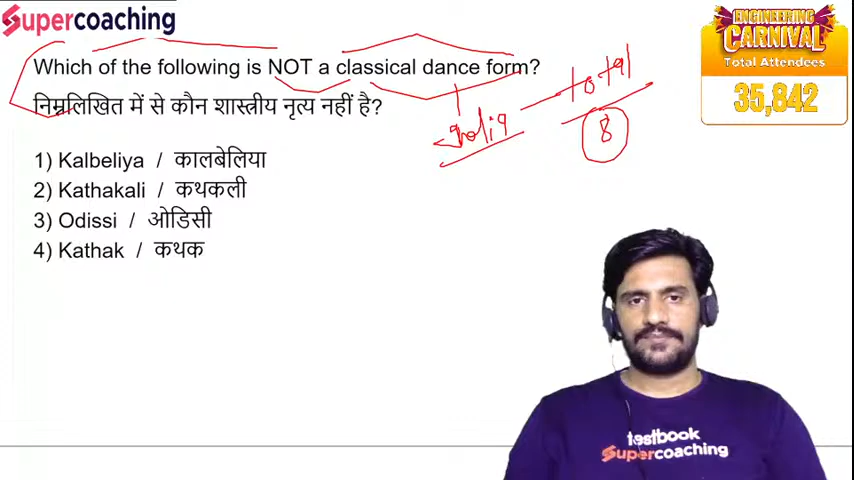 Supercoaching
ENGINEERING
CARNIVAL
Total Attendees
35,842
Which of the following is NOT a classical dance form?
निम्नलिखित में से कौन शास्त्रीय नृत्य नहीं है?
total
8
1) Kalbeliya / कालबेलिया
2) Kathakali / कथकली
3) Odissi / ओडिसी
4) Kathak / कथक
testbook
Supercoaching